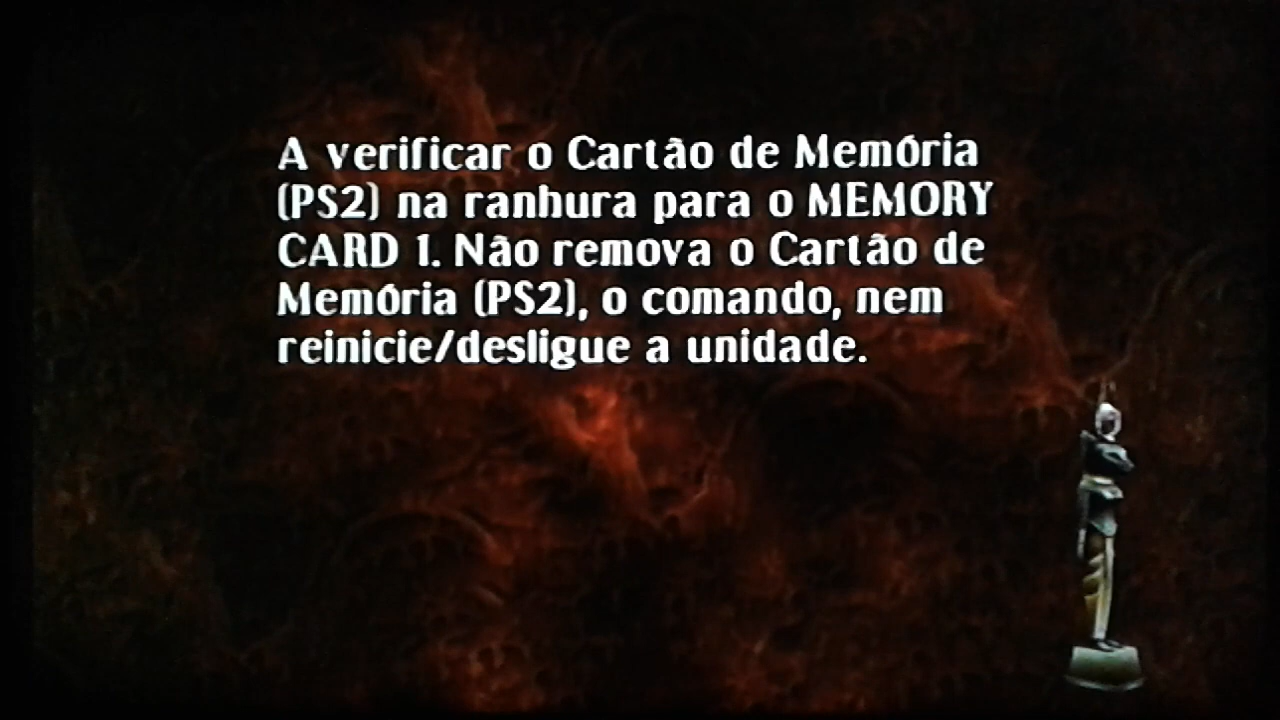 A verificar o Cartão de Memória
(PS2) na ranhura para o MEMORY
CARD 1. Não remova o Cartão de
Memória (PS2), o comando, nem
reinicie/desligue a unidade.